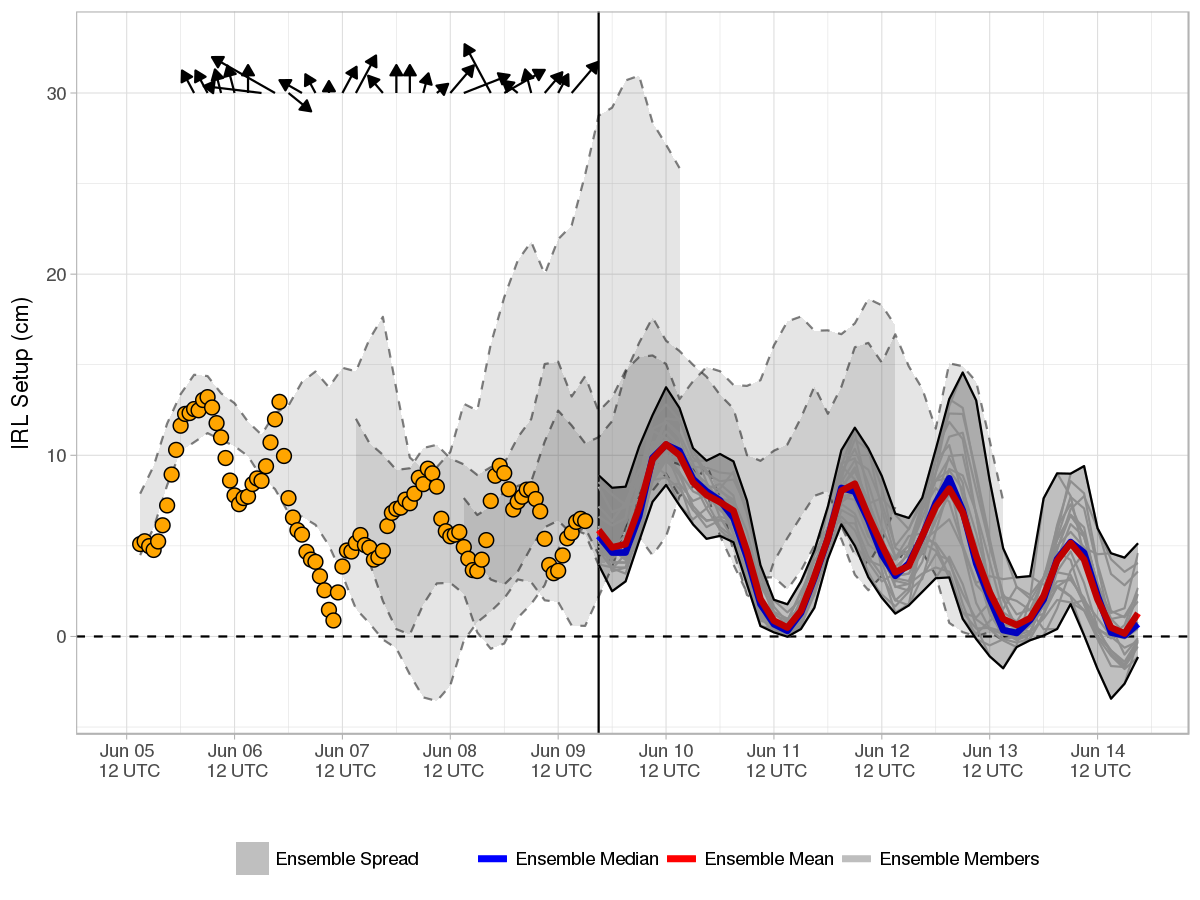 IRL Setup (cm)
30
20
10
0
Jun 05 Jun 06 Jun 07 Jun 08 Jun 09 Jun 10 Jun 11 Jun 12 Jun 13 Jun 14
12 UTC 12 UTC 12 UTC 12 UTC 12 UTC 12 UTC 12 UTC 12 UTC 12 UTC 12 UTC
Ensemble Spread Ensemble Median Ensemble Mean Ensemble Members